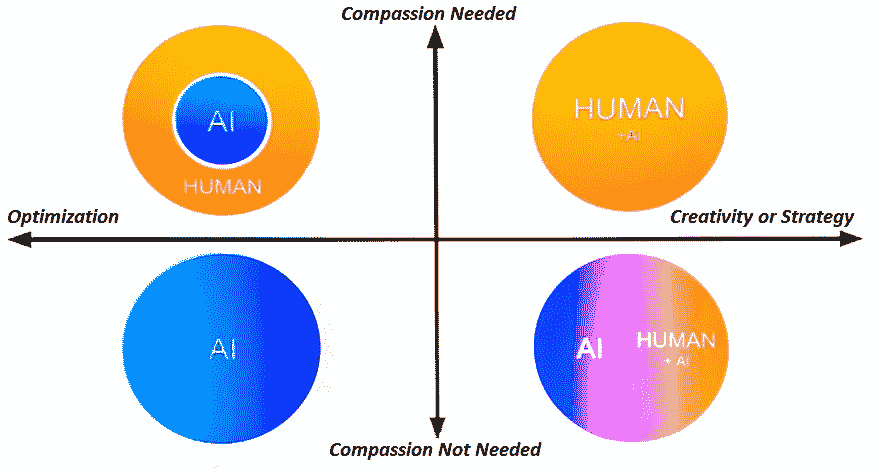 Compassion Needed
AI
HUMAN
HUMAN
+AI
Optimization
Creativity or Strategy
AI
AI
HUMAN
+ AI
Compassion Not Needed